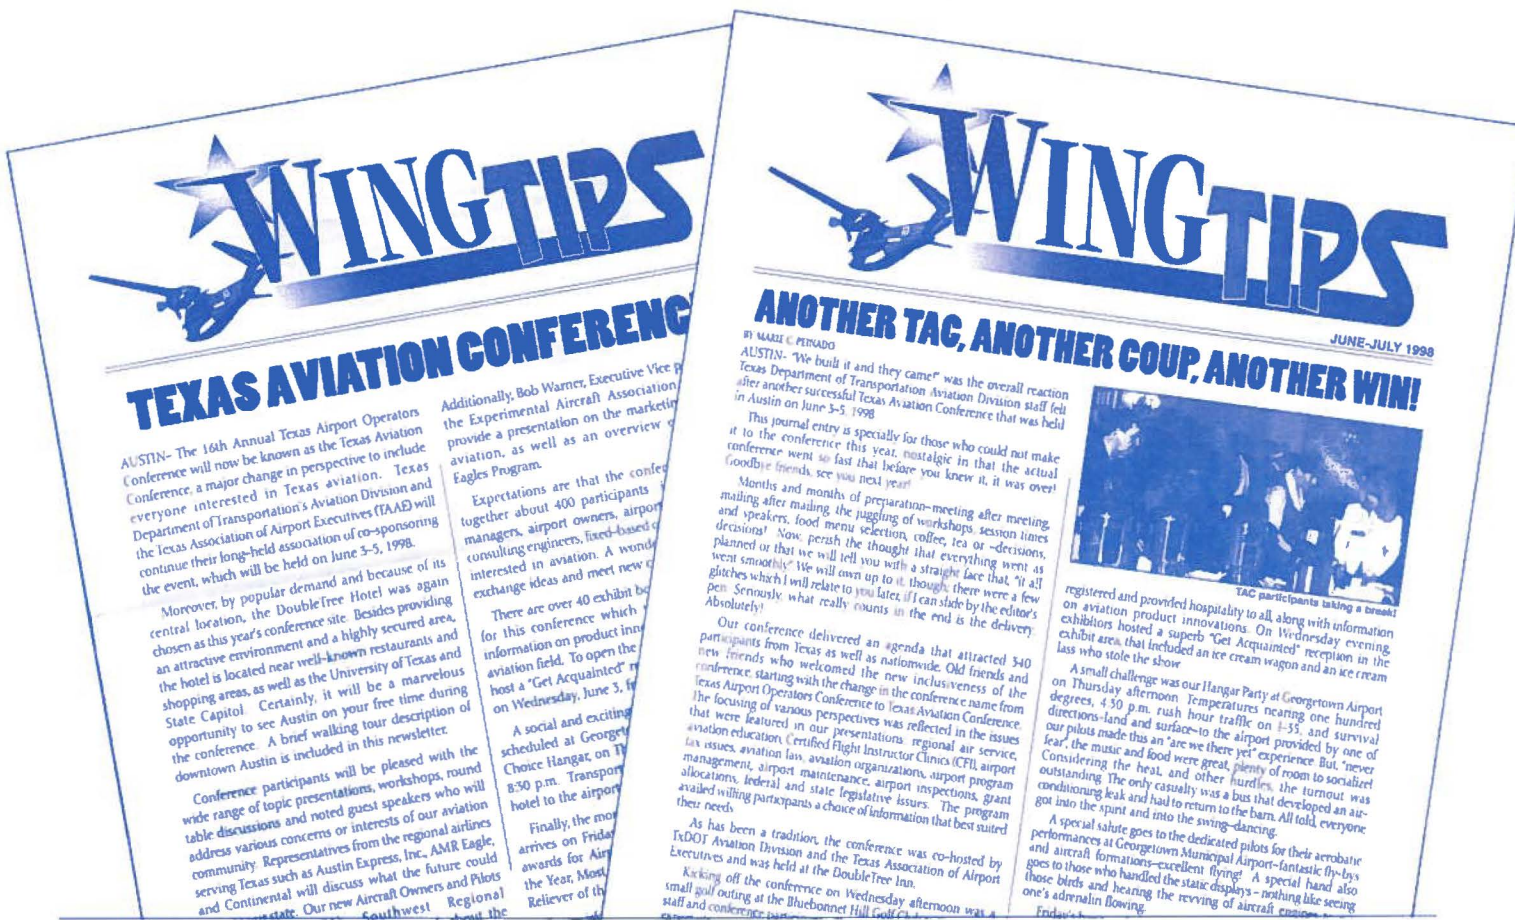 WINGTIPS
TEXAS AVIATION CONFERENC
AUSTIN- The 16th Annual Texas Airport Operators
Conference will now be known as the Texas Aviation
Conference, a major change in perspective to include
everyone interested in Texas aviation. Texas
Department of Transportation's Aviation Division and
the Texas Association of Airport Executives (TAAE) will
continue their long-held association of co-sponsoring
the event, which will be held on June 3-5, 1998.
Moreover, by popular demand and because of its
central location, the DoubleTree Hotel was again
chosen as this year's conference site. Besides providing
an attractive environment and a highly secured area,
the hotel is located near well-known restaurants and
shopping areas, as well as the University of Texas and
State Capitol. Certainly, it will be a marvelous
opportunity to see Austin on your free time during
the conference. A brief walking tour description of
downtown Austin is included in this newsletter.
Conference participants will be pleased with the
wide range of topic presentations, workshops, round
table discussions and noted guest speakers who will
address various concerns or interests of our aviation
community. Representatives from the regional airlines
serving Texas such as Austin Express, Inc., AMR Eagle,
and Continental will discuss what the future could
state. Our new Aircraft Owners and Pilots
Southwest Regional
about the
Additionally, Bob Warner, Executive Vice P
the Experimental Aircraft Association
provide a presentation on the marketin
aviation, as well as an overview
Eagles Program.
Expectations are that the confe
together about 400 participants
managers, airport owners, airpor
consulting engineers, fixed-based
interested in aviation. A wond
exchange ideas and meet new
There are over 40 exhibit bo
for this conference which
information on product inn
aviation field. To open the
host a "Get Acquainted" r
on Wednesday, June 3, f
A social and exciting
scheduled at Georget
Choice Hangar, on Th
8:30 p.m. Transpor
hotel to the airport
Finally, the mo
arrives on Frida
awards for Air
the Year, Most
Reliever of th
WINGTIPS
JUNE-JULY 1998
ANOTHER TAC, ANOTHER COUP, ANOTHER WIN!
BY MARIE C. PEINADO
AUSTIN- "We built it and they came!" was the overall reaction
Texas Department of Transportation Aviation Division staff felt
after another successful Texas Aviation Conference that was held
in Austin on June 3-5, 1998.
This journal entry is specially for those who could not make
it to the conference this year, nostalgic in that the actual
conference went so fast that before you knew it, it was over!
Goodbye friends, see you next year!
Months and months of preparation-meeting after meeting,
mailing after mailing the juggling of workshops, session times
and speakers, food menu selection, coffee, tea or -decisions,
decisions! Now, perish the thought that everything went as
planned or that we will tell you with a straight face that, "it all
went smoothly." We will own up to it, though, there were a few
glitches which I will relate to you later, if I can slide by the editor's
pen. Seriously, what really counts in the end is the delivery.
Absolutely!
Our conference delivered an agenda that attracted 340
participants from Texas as well as nationwide. Old friends and
new friends who welcomed the new inclusiveness of the
conference, starting with the change in the conference name from
Texas Airport Operators Conference to Texas Aviation Conference.
The focusing of various perspectives was reflected in the issues
that were featured in our presentations: regional air service,
aviation education, Certified Flight Instructor Clinics (CFI), airport
tax issues, aviation law, aviation organizations, airport program
management, airport maintenance, airport inspections, grant
allocations, federal and state legislative issues. The program
availed willing participants a choice of information that best suited
their needs.
As has been a tradition, the conference was co-hosted by
TxDOT Aviation Division and the Texas Association of Airport
Executives and was held at the DoubleTree Inn.
Kicking off the conference on Wednesday afternoon was a
small golf outing at the Bluebonnet Hill Golf
staff and conference
TAC participants taking a break!
registered and provided hospitality to all, along with information
on aviation product innovations. On Wednesday evening,
exhibitors hosted a superb "Get Acquainted" reception in the
exhibit area, that included an ice cream wagon and an ice cream
lass who stole the show.
A small challenge was our Hangar Party at Georgetown Airport
on Thursday afternoon. Temperatures nearing one hundred
degrees, 4:30 p.m. rush hour traffic on I-35, and survival
directions-land and surface-to the airport provided by one of
our pilots made this an "are we there yet" experience. But, "never
fear", the music and food were great, plenty of room to socialize!
Considering the heat, and other hurdles, the turnout was
outstanding. The only casualty was a bus that developed an air-
conditioning leak and had to return to the barn. All told, everyone
got into the spirit and into the swing-dancing.
A special salute goes to the dedicated pilots for their aerobatic
performances at Georgetown Municipal Airport-fantastic fly-bys
and aircraft formations-excellent flying! A special hand also
goes to those who handled the static displays - nothing like seeing
those birds and hearing the revving of aircraft
one's adrenalin flowing.